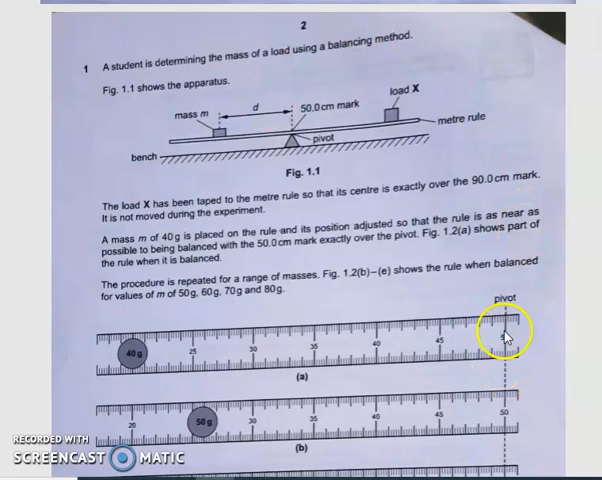 2
1 A student is determining the mass of a load using a balancing method.
Fig. 1.1 shows the apparatus.
load X
mass m
d
50.0 cm mark
metre rule
pivot
bench
Fig. 1.1
The load X has been taped to the metre rule so that its centre is exactly over the 90.0 cm mark.
It is not moved during the experiment.
A mass m of 40 g is placed on the rule and its position adjusted so that the rule is as near as
possible to being balanced with the 50.0 cm mark exactly over the pivot. Fig. 1.2(a) shows part of
the rule when it is balanced.
The procedure is repeated for a range of masses. Fig. 1.2(b)–(e) shows the rule when balanced
for values of m of 50 g, 60 g, 70 g and 80 g.
pivot
40 g 25 30 35 40 45
(a)
20 50 g 30 35 40 45 50
(b)
RECORDED WITH
SCREENCAST MATIC